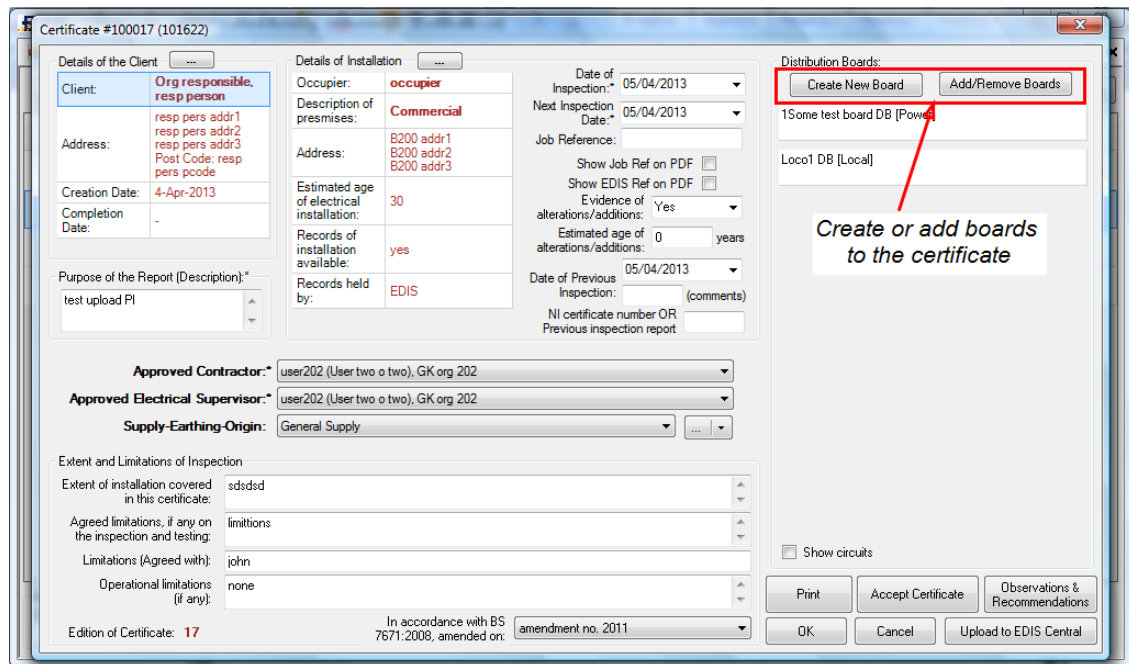 Certificate #100017 (101622)
Details of the Client ...
Client: Org responsible,
resp person
Address: resp pers addr1
resp pers addr2
resp pers addr3
Post Code: resp
pers pcode
Creation Date: 4-Apr-2013
Completion
Date: -
Purpose of the Report (Description):*
test upload PI
Details of Installation ...
Occupier: occupier
Description of
presmises: Commercial
Address: B200 addr1
B200 addr2
B200 addr3
Estimated age
of electrical
installation: 30
Records of
installation
available: yes
Records held
by: EDIS
Date of
Inspection:* 05/04/2013
Next Inspection
Date:* 05/04/2013
Job Reference:
Show Job Ref on PDF
Show EDIS Ref on PDF
Evidence of
alterations/additions: Yes
Estimated age of
alterations/additions: 0 years
Date of Previous
Inspection: 05/04/2013
(comments)
NI certificate number OR
Previous inspection report
Approved Contractor:* user202 (User two o two), GK org 202
Approved Electrical Supervisor:* user202 (User two o two), GK org 202
Supply-Earthing-Origin: General Supply ...
Extent and Limitations of Inspection
Extent of installation covered
in this certificate: sdsdsd
Agreed limitations, if any on
the inspection and testing: limittions
Limitations (Agreed with): john
Operational limitations
(if any): none
Edition of Certificate: 17
In accordance with BS
7671:2008, amended on: amendment no. 2011
Distribution Boards:
Create New Board Add/Remove Boards
1Some test board DB [Power]
Loco1 DB [Local]
Create or add boards
to the certificate
Show circuits
Print Accept Certificate Observations &
Recommendations
OK Cancel Upload to EDIS Central